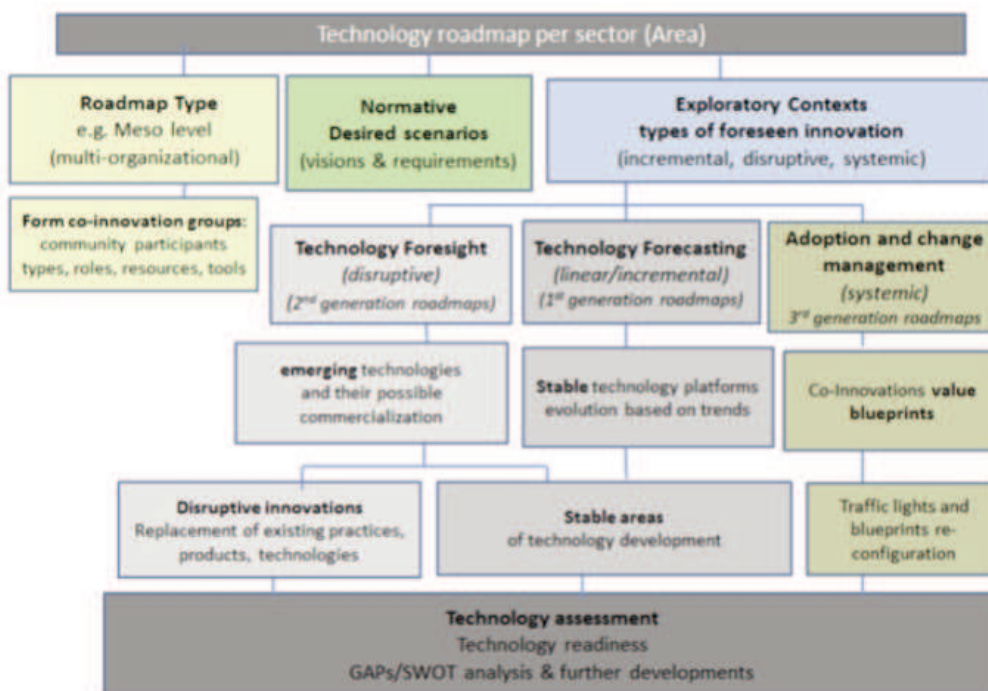 Technology roadmap per sector (Area)
Roadmap Type
e.g. Meso level
(multi-organizational)
Normative
Desired scenarios
(visions & requirements)
Exploratory Contexts
types of foreseen innovation
(incremental, disruptive, systemic)
Form co-innovation groups:
community participants
types, roles, resources, tools
Technology Foresight
(disruptive)
(2nd generation roadmaps)
Technology Forecasting
(linear/incremental)
(1st generation roadmaps)
Adoption and change
management
(systemic)
3rd generation roadmaps
emerging technologies
and their possible
commercialization
Stable technology platforms
evolution based on trends
Co-Innovations value
blueprints
Disruptive innovations
Replacement of existing practices,
products, technologies
Stable areas
of technology development
Traffic lights and
blueprints re-
configuration
Technology assessment
Technology readiness
GAPs/SWOT analysis & further developments